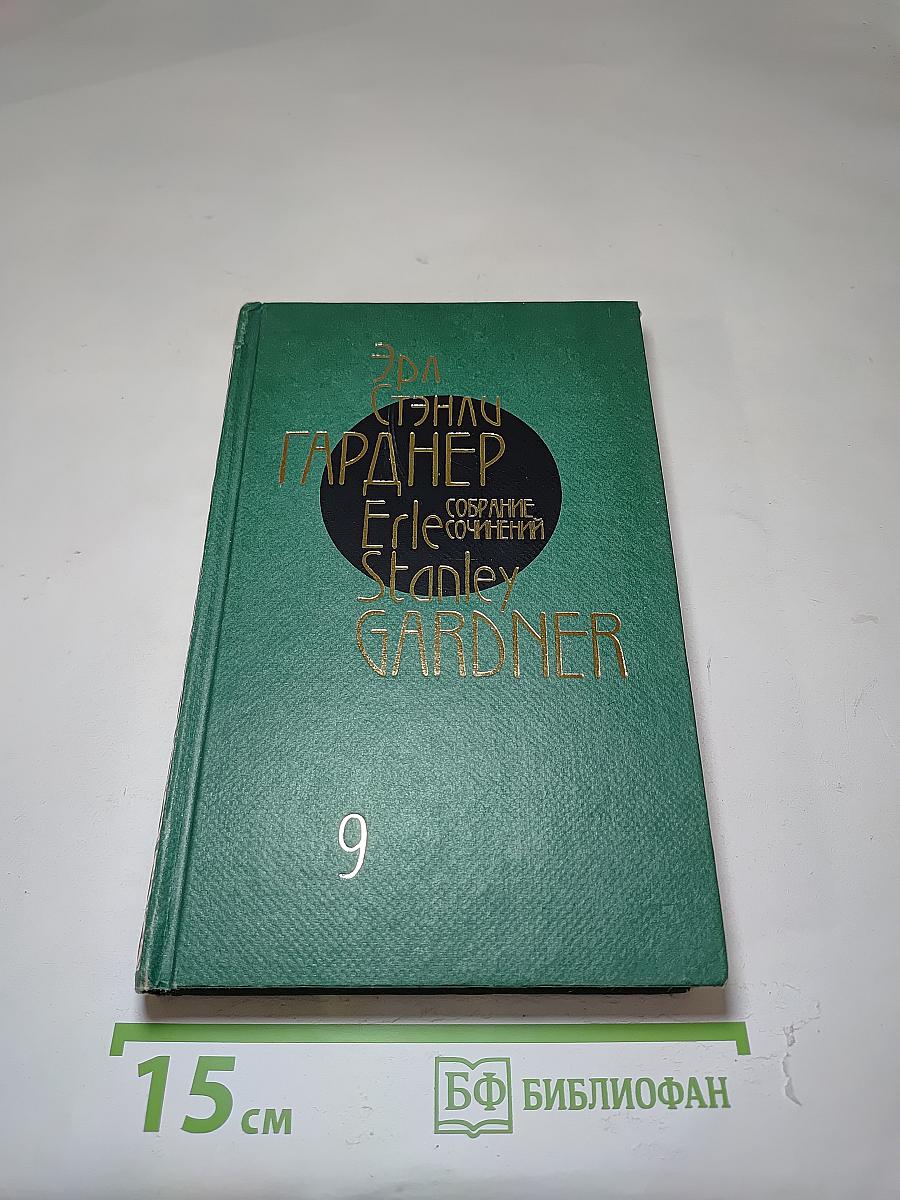 Эрл
Стэнли
ГАРДНЕР
Erle
СОБРАНИЕ
СОЧИНЕНИЙ
Stanley
GARDNER
9
15 см
БФ БИБЛИОФАН